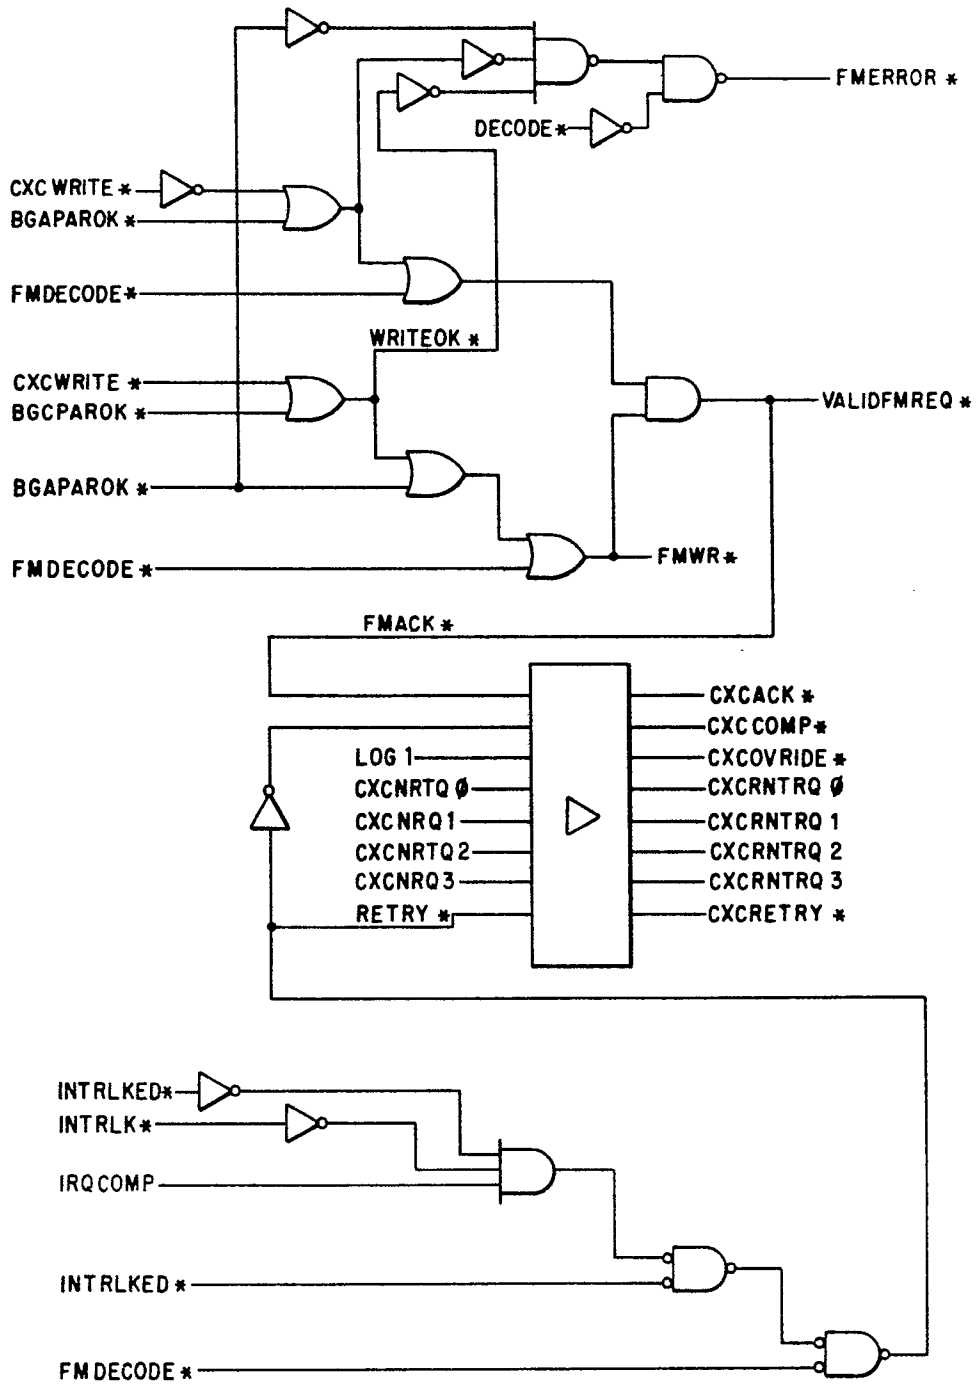 FMERROR *
DECODE *
CXCWRITE *
BGAPAROK *
FMDECODE *
WRITEOK *
CXCWRITE *
BGCPAROK *
VALIDFMREQ *
BGAPAROK *
FMWR *
FMDECODE *
FMACK *
CXCACK *
CXCCOMP *
LOG 1
CXCOVRIDE *
CXCNRTQ Ø
CXCRNTRQ Ø
CXCNRQ 1
CXCRNTRQ 1
CXCNRTQ 2
CXCRNTRQ 2
CXCNRQ 3
CXCRNTRQ 3
RETRY *
CXCRETRY *
INTRLKED *
INTRLK *
IRQCOMP
INTRLKED *
FMDECODE *